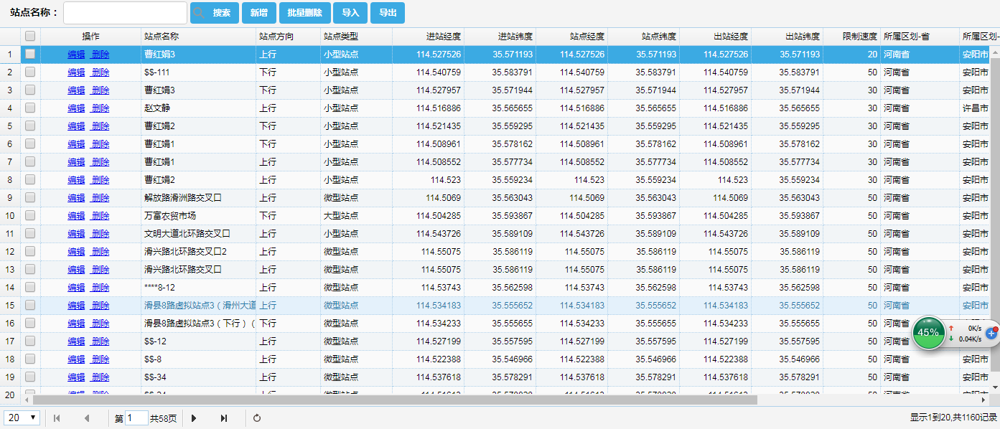 站点名称： 搜索 新增 批量删除 导入 导出
操作 站点名称 站点方向 站点类型 进站经度 进站纬度 站点经度 站点纬度 出站经度 出站纬度 限制速度 所属区划-省 所属区划-
1 编辑 删除 曹红娟3 上行 小型站点 114.527526 35.571193 114.527526 35.571193 114.527526 35.571193 20 河南省 安阳市
2 编辑 删除 $$-111 下行 小型站点 114.540759 35.583791 114.540759 35.583791 114.540759 35.583791 50 河南省 安阳市
3 编辑 删除 曹红娟3 下行 小型站点 114.527957 35.571944 114.527957 35.571944 114.527957 35.571944 30 河南省 安阳市
4 编辑 删除 赵文静 上行 小型站点 114.516886 35.565655 114.516886 35.565655 114.516886 35.565655 30 河南省 许昌市
5 编辑 删除 曹红娟2 下行 小型站点 114.521435 35.559295 114.521435 35.559295 114.521435 35.559295 30 河南省 安阳市
6 编辑 删除 曹红娟1 下行 小型站点 114.508961 35.578162 114.508961 35.578162 114.508961 35.578162 30 河南省 安阳市
7 编辑 删除 曹红娟1 上行 小型站点 114.508552 35.577734 114.508552 35.577734 114.508552 35.577734 30 河南省 安阳市
8 编辑 删除 曹红娟2 上行 小型站点 114.523 35.559234 114.523 35.559234 114.523 35.559234 30 河南省 安阳市
9 编辑 删除 解放路滑洲路交叉口 上行 微型站点 114.5069 35.563043 114.5069 35.563043 114.5069 35.563043 50 河南省 安阳市
10 编辑 删除 万富农贸市场 下行 大型站点 114.504285 35.593867 114.504285 35.593867 114.504285 35.593867 50 河南省 安阳市
11 编辑 删除 文明大道北环路交叉口 上行 小型站点 114.543726 35.589109 114.543726 35.589109 114.543726 35.589109 50 河南省 安阳市
12 编辑 删除 滑兴路北环路交叉口2 上行 微型站点 114.55075 35.586119 114.55075 35.586119 114.55075 35.586119 50 河南省 安阳市
13 编辑 删除 滑兴路北环路交叉口 上行 微型站点 114.55075 35.586119 114.55075 35.586119 114.55075 35.586119 50 河南省 安阳市
14 编辑 删除 ****8-12 上行 微型站点 114.53743 35.562598 114.53743 35.562598 114.53743 35.562598 50 河南省 安阳市
15 编辑 删除 滑县8路虚拟站点3（滑州大道 上行 微型站点 114.534183 35.555652 114.534183 35.555652 114.534183 35.555652 50 河南省 安阳市
16 编辑 删除 滑县8路虚拟站点3（下行）（ 下行 微型站点 114.534233 35.555655 114.534233 35.555655 114.534233 35.555655 50 河南省
17 编辑 删除 $$-12 上行 微型站点 114.527199 35.557595 114.527199 35.557595 114.527199 35.557595 50 河南省
18 编辑 删除 $$-8 上行 微型站点 114.522388 35.546966 114.522388 35.546966 114.522388 35.546966 50 河南省 安阳市
19 编辑 删除 $$-34 上行 微型站点 114.537618 35.578291 114.537618 35.578291 114.537618 35.578291 50 河南省 安阳市
20
45% 0K/s
0.04K/s
20 第 1 共58页 显示1到20,共1160记录